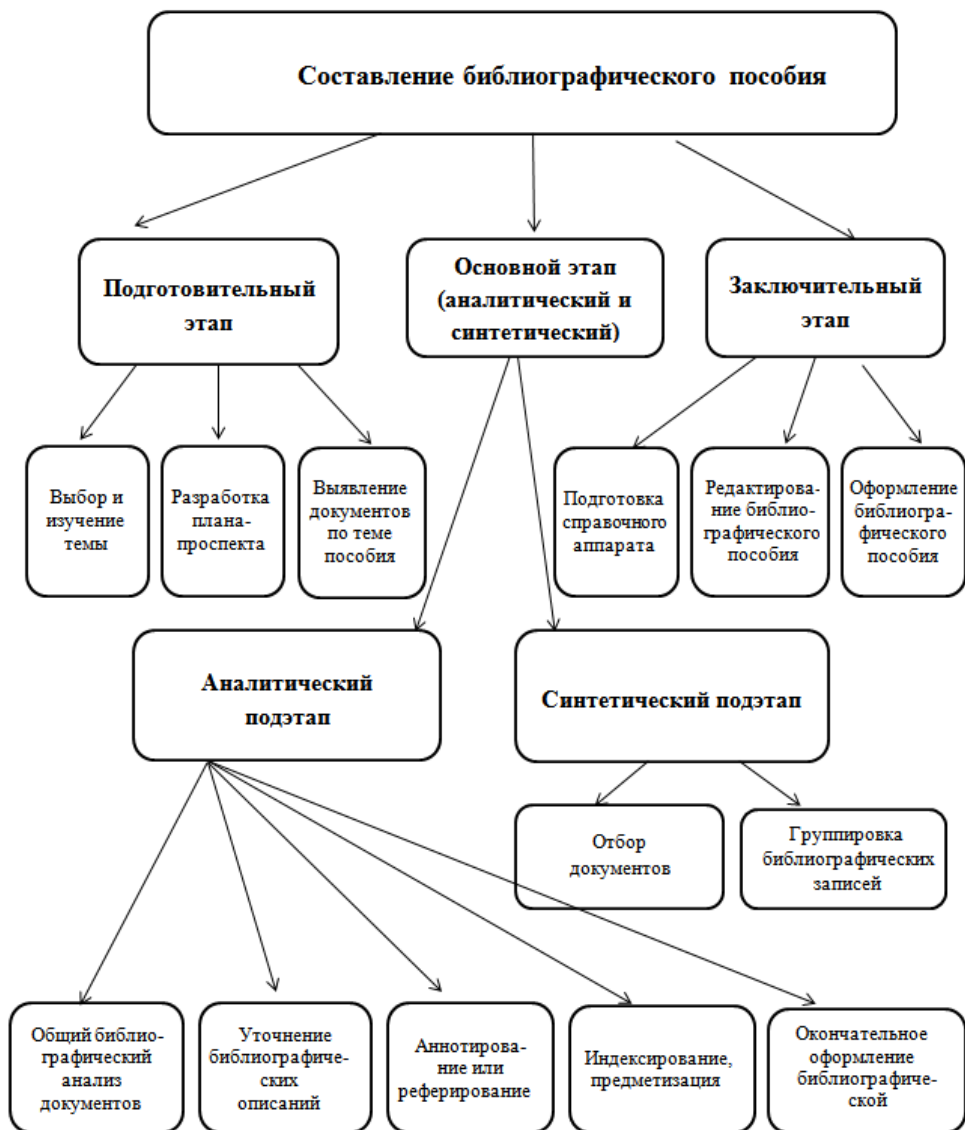 Составление библиографического пособия
Подготовительный
этап
Основной этап
(аналитический и
синтетический)
Заключительный
этап
Выбор и
изучение
темы
Разработка
плана-
проспекта
Выявление
документов
по теме
пособия
Подготовка
справочного
аппарата
Редактирова-
ние библио-
графического
пособия
Оформление
библиогра-
фического
пособия
Аналитический
подэтап
Синтетический подэтап
Отбор
документов
Группировка
библиографических
записей
Общий библио-
графический
анализ
документов
Уточнение
библиографиче-
ских
описаний
Аннотирова-
ние или
реферирование
Индексирование,
предметизация
Окончательное
оформление
библиографиче-
ской